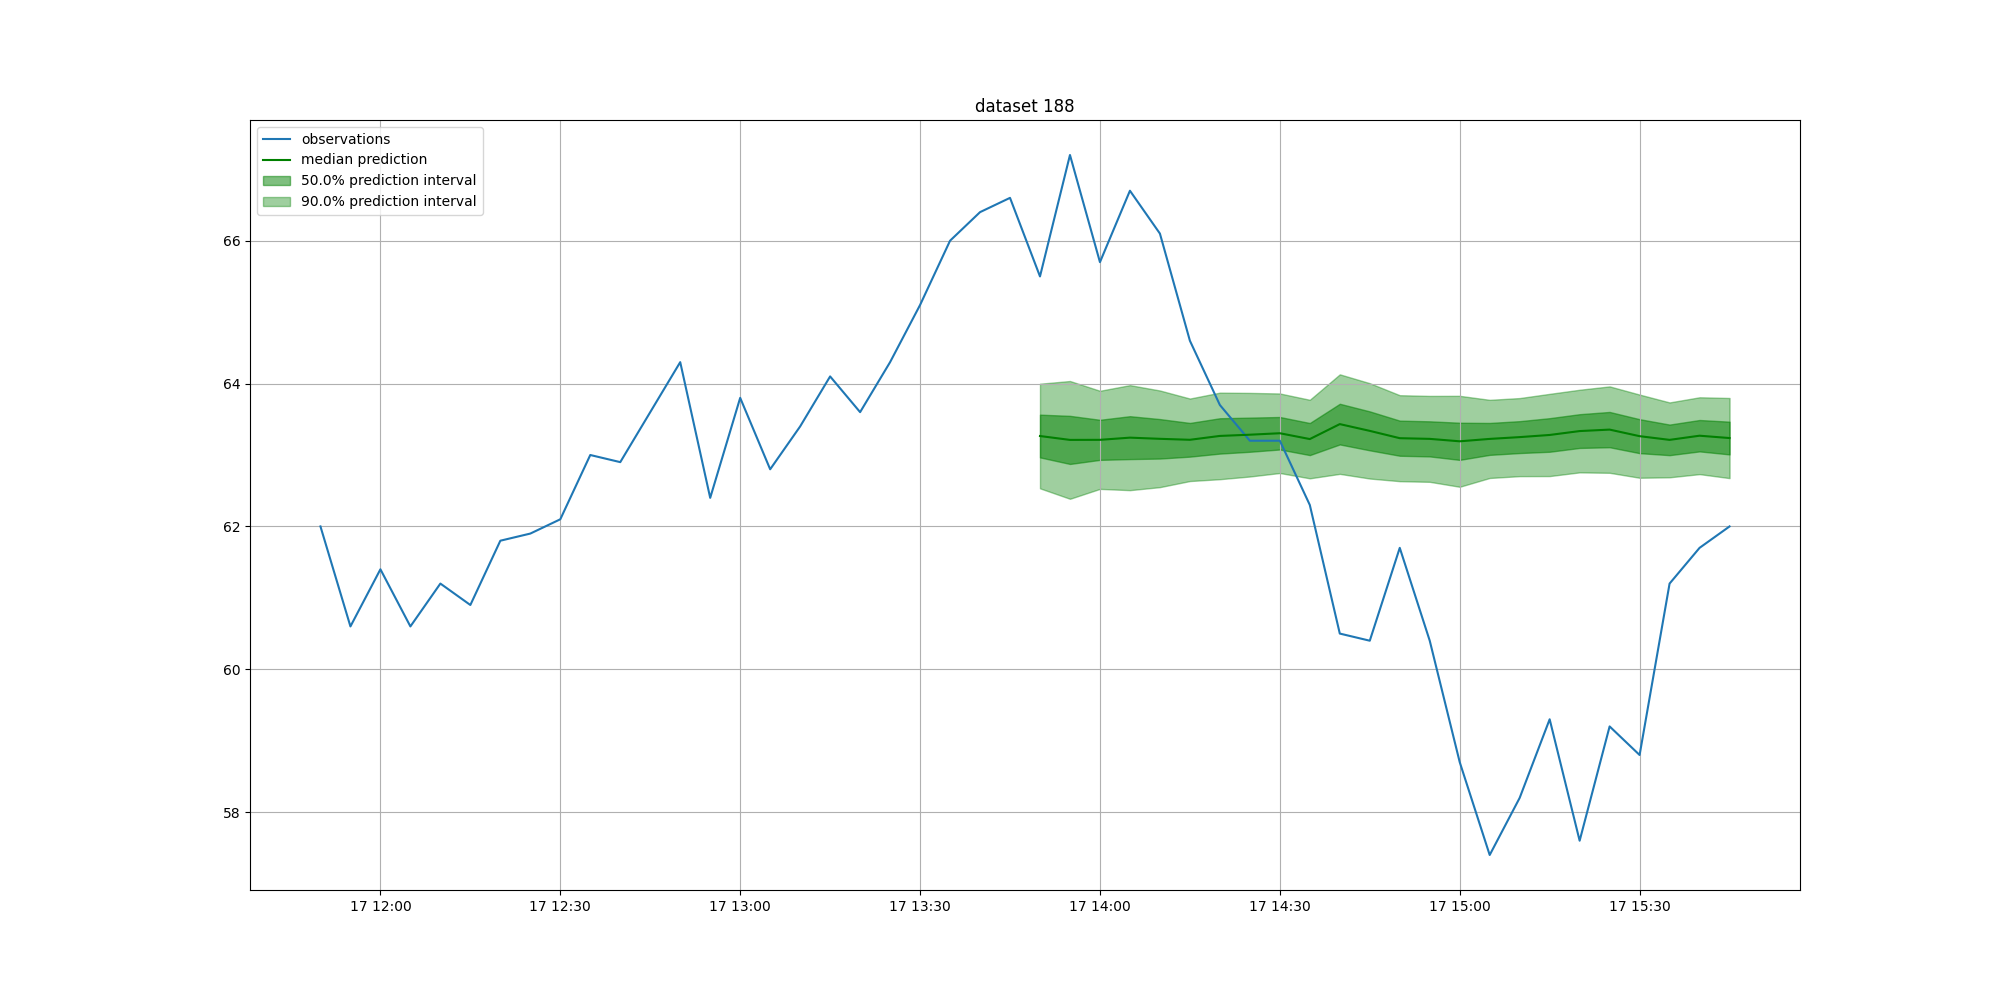 dataset 188
observations
median prediction
50.0% prediction interval
90.0% prediction interval
66
64
62
60
58
17 12:00 17 12:30 17 13:00 17 13:30 17 14:00 17 14:30 17 15:00 17 15:30